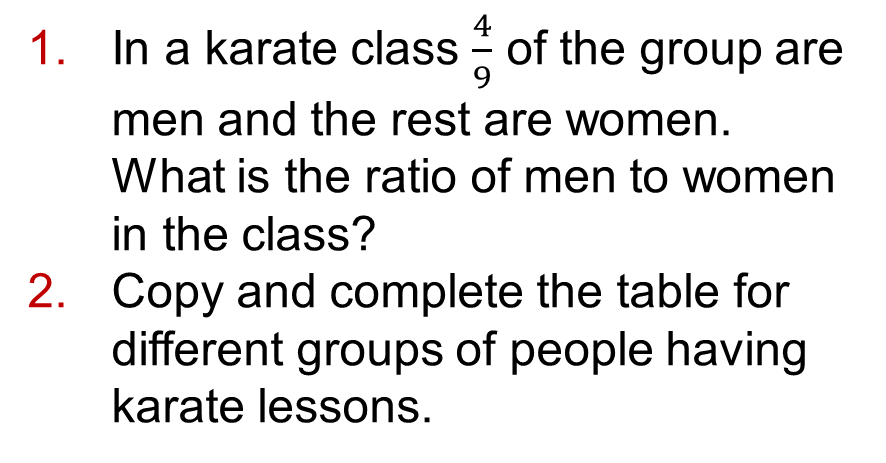 1. In a karate class 4/9 of the group are
men and the rest are women.
What is the ratio of men to women
in the class?
2. Copy and complete the table for
different groups of people having
karate lessons.